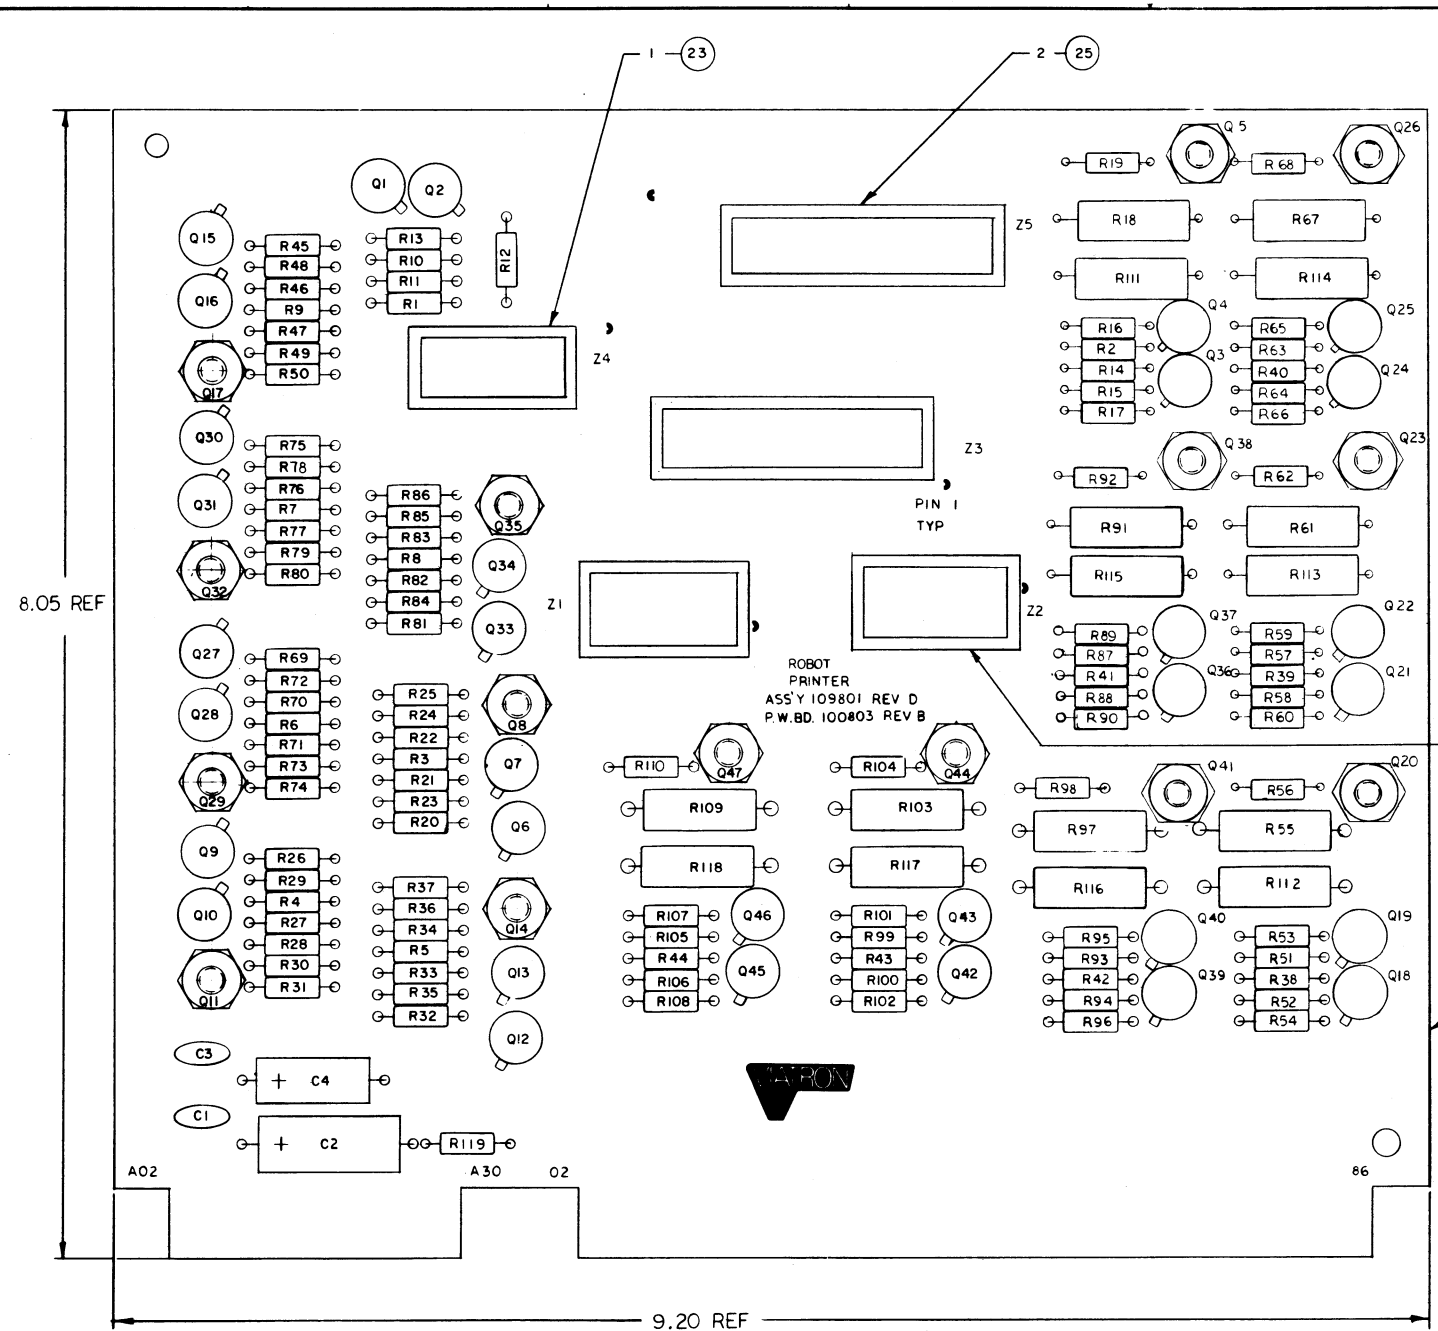 1 23
2 25
Q5
Q26
R19
R68
Q1
Q2
Q15
R45
R48
R46
R9
R47
R49
R50
R13
R10
R11
R1
R12
Z5
R18
R67
R111
R114
Q16
Q17
Z4
Q4
Q25
R16
R2
R14
R15
R17
Q3
R65
R63
R40
R64
R66
Q24
Q30
Q31
Q32
R75
R78
R76
R7
R77
R79
R80
R86
R85
R83
R8
R82
R84
R81
Q35
Q34
Q33
Z3
PIN 1
TYP
Q38
Q23
R92
R62
R91
R61
R115
R113
Z1
Z2
Q37
Q22
R89
R87
R41
R88
R90
Q36
R59
R57
R39
R58
R60
Q21
8.05 REF
ROBOT
PRINTER
ASS'Y 109801 REV D
P.W.BD. 100803 REV B
Q27
Q28
Q29
R69
R72
R70
R6
R71
R73
R74
R25
R24
R22
R3
R21
R23
R20
Q8
Q7
Q6
R110
Q47
R104
Q44
R98
Q41
R56
Q20
R109
R103
R97
R55
R118
R117
R116
R112
Q9
Q10
Q11
R26
R29
R4
R27
R28
R30
R31
R37
R36
R34
R5
R33
R35
R32
Q14
Q13
Q12
R107
R105
R44
R106
R108
Q46
Q45
R101
R99
R43
R100
R102
Q43
Q42
Q40
R95
R93
R42
R94
R96
Q39
Q19
R53
R51
R38
R52
R54
Q18
C3
+ C4
C1
+ C2
R119
A02
A30
02
86
9.20 REF